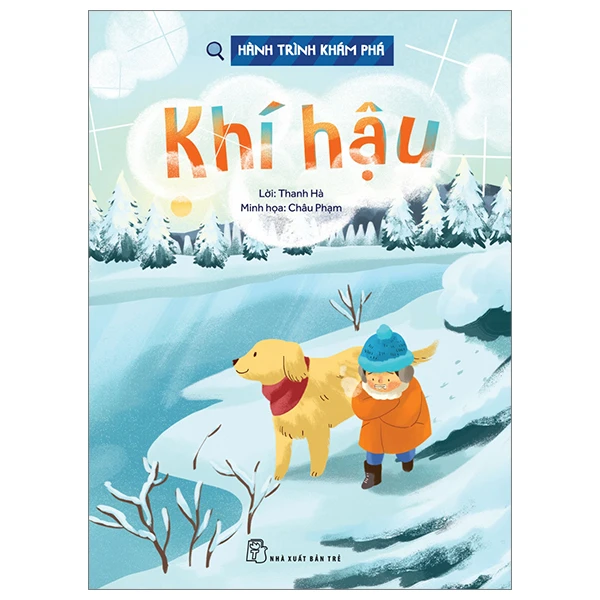 HÀNH TRÌNH KHÁM PHÁ
Khí hậu
Lời: Thanh Hà
Minh họa: Châu Phạm
NHÀ XUẤT BẢN TRẺ